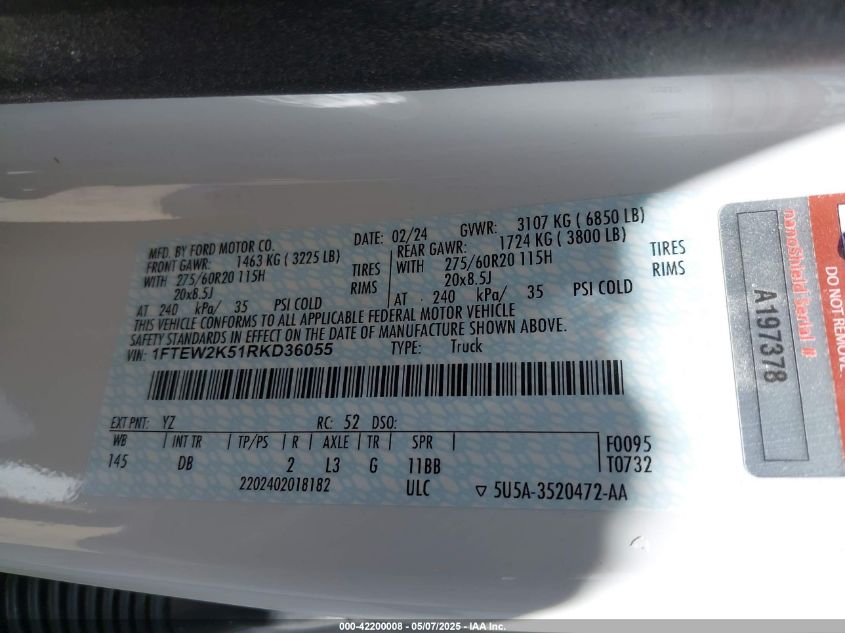 MFD. BY FORD MOTOR CO. DATE: 02/24 GVWR: 3107 KG ( 6850 LB)
FRONT GAWR: 1463 KG ( 3225 LB) REAR GAWR: 1724 KG ( 3800 LB)
WITH 275/60R20 115H TIRES WITH 275/60R20 115H TIRES
20x8.5J RIMS 20x8.5J RIMS
AT 240 kPa/ 35 PSI COLD AT 240 kPa/ 35 PSI COLD
THIS VEHICLE CONFORMS TO ALL APPLICABLE FEDERAL MOTOR VEHICLE
SAFETY STANDARDS IN EFFECT ON THE DATE OF MANUFACTURE SHOWN ABOVE.
VIN: 1FTEW2K51RKD36055 TYPE: Truck
EXT PNT: YZ RC: 52 DSO:
WB INT TR TP/PS R AXLE TR SPR F0095
145 DB 2 L3 G 11BB T0732
2202402018182 ULC ▽ 5U5A-3520472-AA
nanoShield Serial #
A197378
DO NOT REMOVE
000-42200008 - 05/07/2025 - IAA Inc.